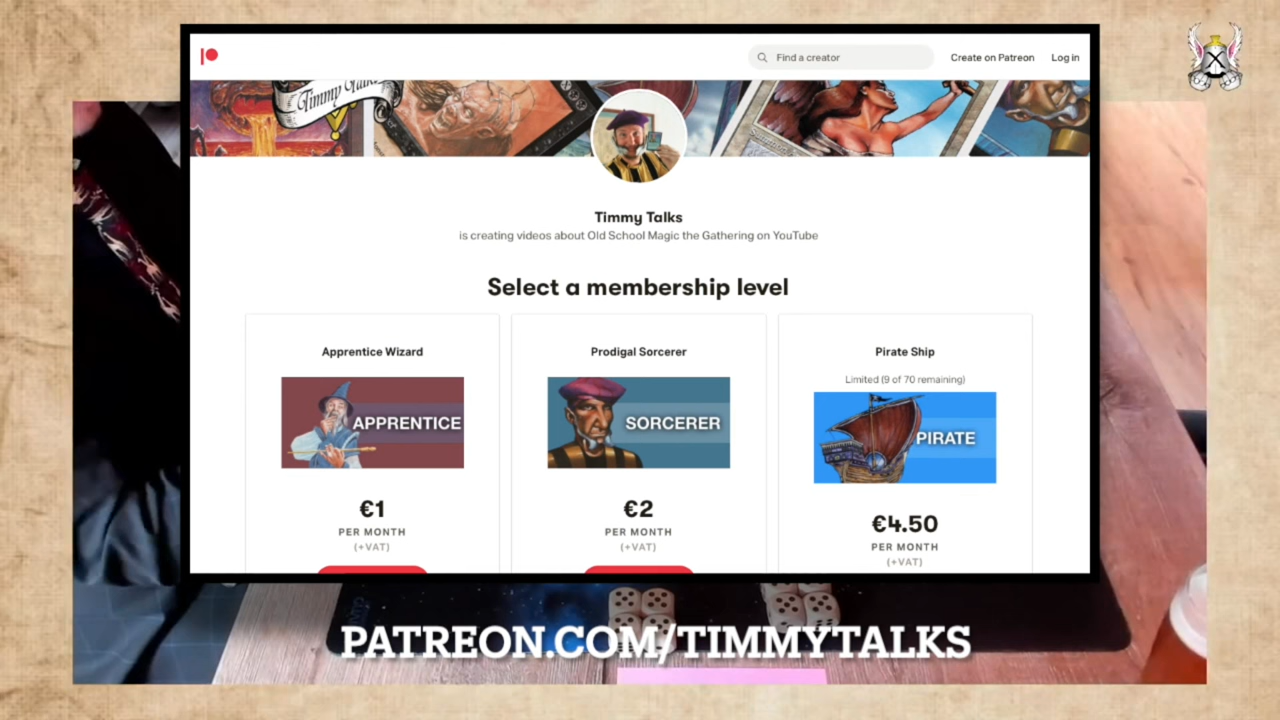 Find a creator
Create on Patreon
Log in
Timmy Talks
Timmy Talks
is creating videos about Old School Magic the Gathering on YouTube
Select a membership level
Apprentice Wizard
Prodigal Sorcerer
Pirate Ship
Limited (9 of 70 remaining)
APPRENTICE
SORCERER
PIRATE
€1
€2
€4.50
PER MONTH
PER MONTH
PER MONTH
(+VAT)
(+VAT)
(+VAT)
PATREON.COM/TIMMYTALKS